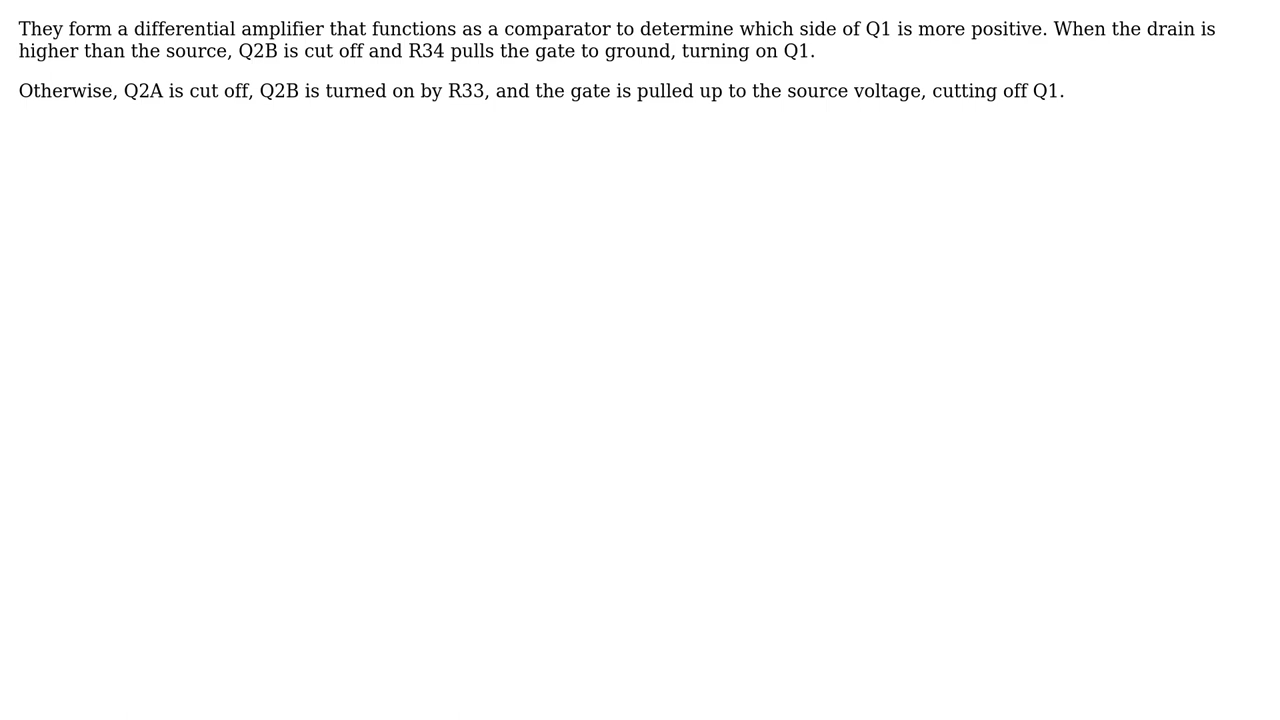 They form a differential amplifier that functions as a comparator to determine which side of Q1 is more positive. When the drain is
higher than the source, Q2B is cut off and R34 pulls the gate to ground, turning on Q1.
Otherwise, Q2A is cut off, Q2B is turned on by R33, and the gate is pulled up to the source voltage, cutting off Q1.